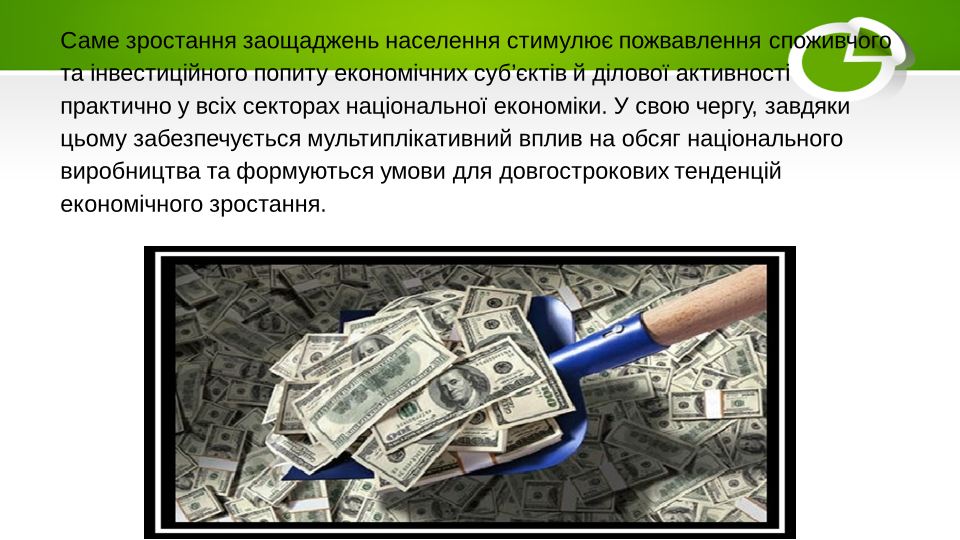 Саме зростання заощаджень населення стимулює пожвавлення споживчого
та інвестиційного попиту економічних суб’єктів й ділової активності
практично у всіх секторах національної економіки. У свою чергу, завдяки
цьому забезпечується мультиплікативний вплив на обсяг національного
виробництва та формуються умови для довгострокових тенденцій
економічного зростання.
100
100